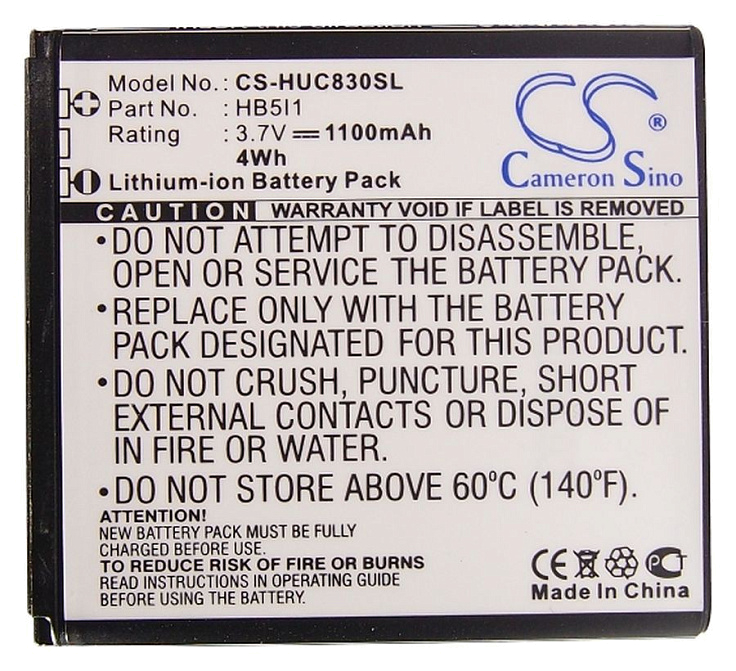 Model No.: CS-HUC830SL
Part No. : HB5I1
Rating : 3.7V 1100mAh
4Wh
Lithium-ion Battery Pack
CS ®
Cameron Sino
CAUTION WARRANTY VOID IF LABEL IS REMOVED
•DO NOT ATTEMPT TO DISASSEMBLE,
OPEN OR SERVICE THE BATTERY PACK.
•REPLACE ONLY WITH THE BATTERY
PACK DESIGNATED FOR THIS PRODUCT.
•DO NOT CRUSH, PUNCTURE, SHORT
EXTERNAL CONTACTS OR DISPOSE OF
IN FIRE OR WATER.
•DO NOT STORE ABOVE 60°C (140°F).
ATTENTION!
NEW BATTERY PACK MUST BE FULLY
CHARGED BEFORE USE.
TO REDUCE RISK OF FIRE OR BURNS
READ INSTRUCTIONS IN OPERATING GUIDE
BEFORE USING THE BATTERY.
CE
Made In China